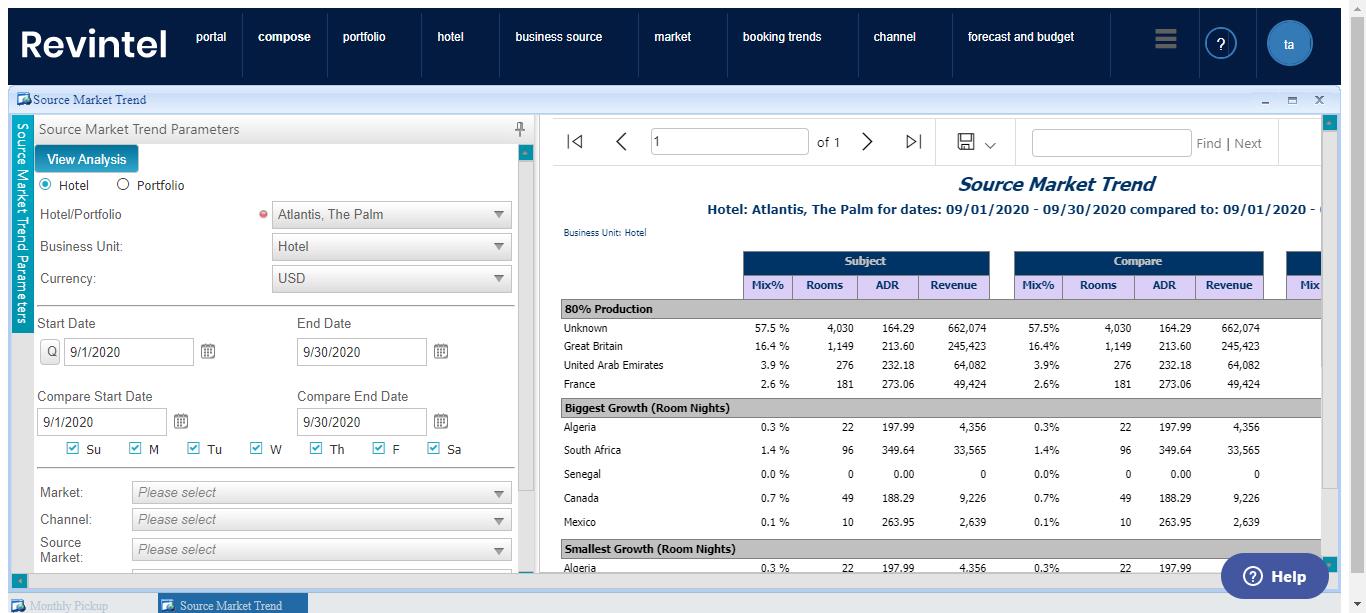 Revintel portal compose portfolio hotel business source market booking trends channel forecast and budget ? ta
Source Market Trend
Source Market Trend Parameters
Source Market Trend Parameters
View Analysis
Hotel Portfolio
Hotel/Portfolio Atlantis, The Palm
Business Unit: Hotel
Currency: USD
Start Date End Date
Q 9/1/2020 9/30/2020
Compare Start Date Compare End Date
9/1/2020 9/30/2020
Su M Tu W Th F Sa
Market: Please select
Channel: Please select
Source Market: Please select
1 of 1 Find | Next
Source Market Trend
Hotel: Atlantis, The Palm for dates: 09/01/2020 - 09/30/2020 compared to: 09/01/2020 -
Business Unit: Hotel
Subject Compare
Mix% Rooms ADR Revenue Mix% Rooms ADR Revenue Mix
80% Production
Unknown 57.5 % 4,030 164.29 662,074 57.5% 4,030 164.29 662,074
Great Britain 16.4 % 1,149 213.60 245,423 16.4% 1,149 213.60 245,423
United Arab Emirates 3.9 % 276 232.18 64,082 3.9% 276 232.18 64,082
France 2.6 % 181 273.06 49,424 2.6% 181 273.06 49,424
Biggest Growth (Room Nights)
Algeria 0.3 % 22 197.99 4,356 0.3% 22 197.99 4,356
South Africa 1.4 % 96 349.64 33,565 1.4% 96 349.64 33,565
Senegal 0.0 % 0 0.00 0 0.0% 0 0.00 0
Canada 0.7 % 49 188.29 9,226 0.7% 49 188.29 9,226
Mexico 0.1 % 10 263.95 2,639 0.1% 10 263.95 2,639
Smallest Growth (Room Nights)
Algeria 0.3 % 22 197.99 4,356 0.3% 22 197.99
? Help
Monthly Pickup Source Market Trend